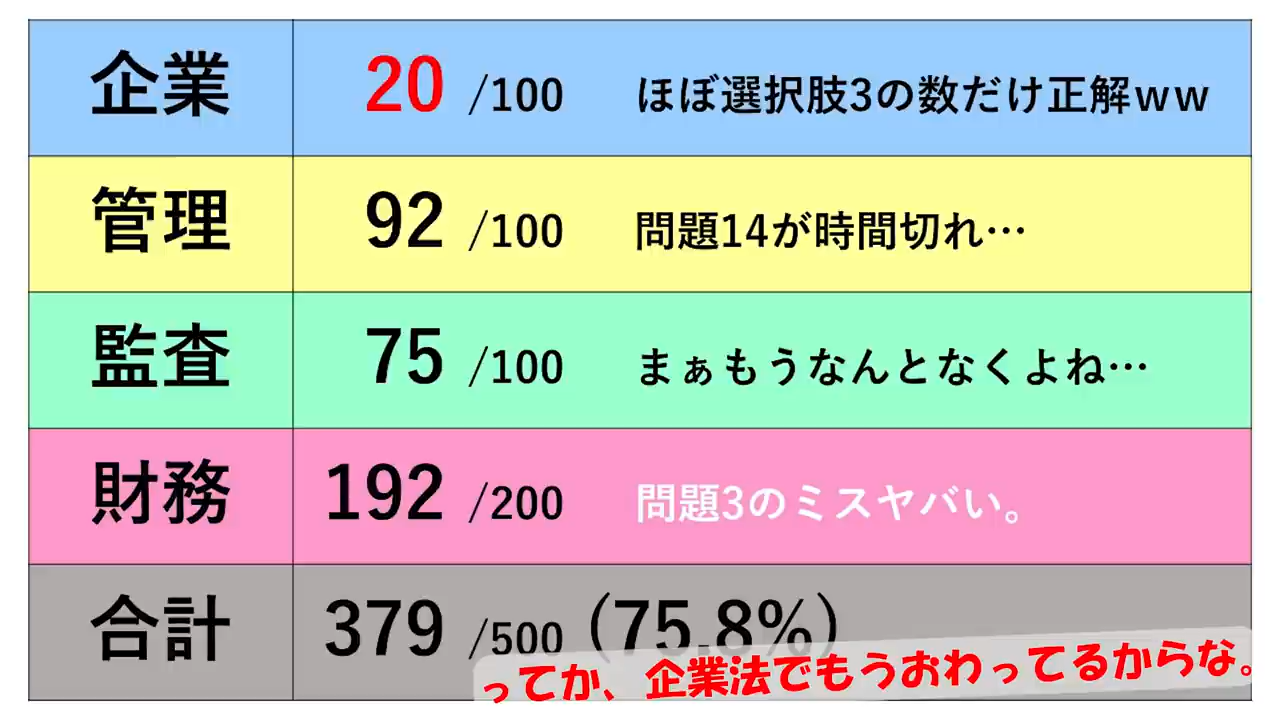 企業 20 /100 ほぼ選択肢3の数だけ正解ww
管理 92 /100 問題14が時間切れ…
監査 75 /100 まぁもうなんとなくよね…
財務 192 /200 問題3のミスヤバい。
合計 379 /500 (75.8%)
ってか、企業法でもうおわってるからな。